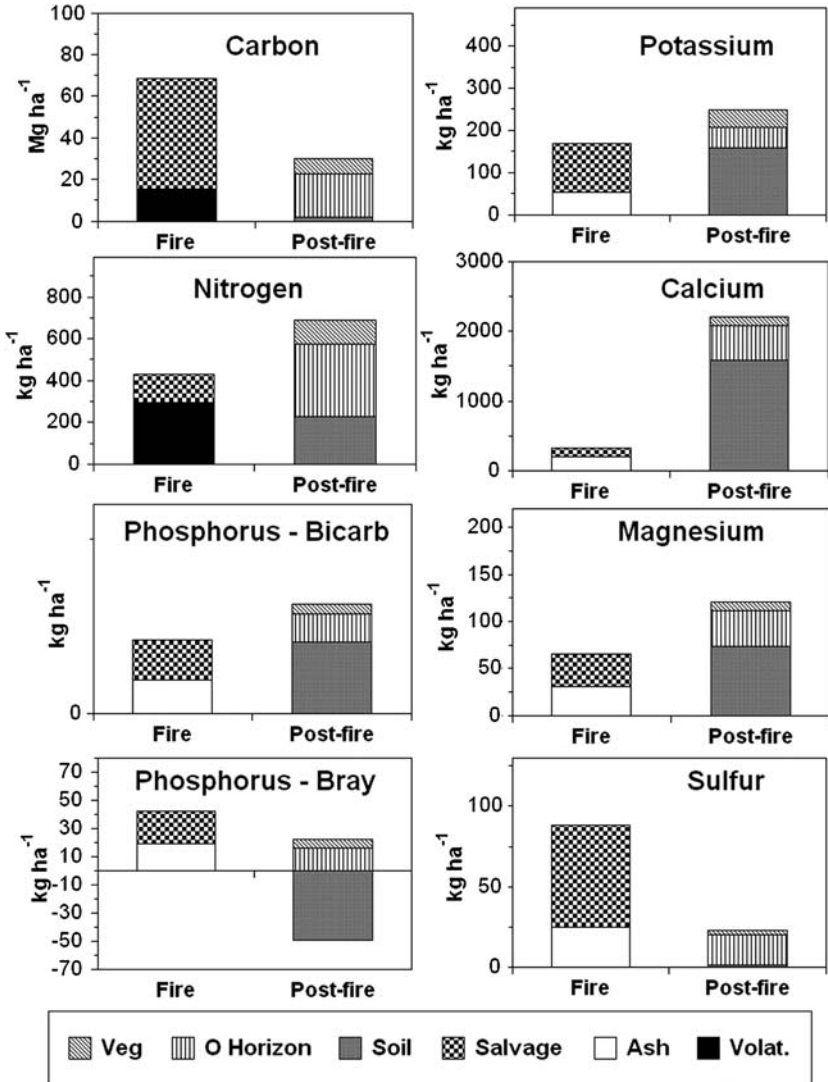 Carbon
Mg ha-1
100
80
60
40
20
0
Fire
Post-fire
Potassium
kg ha-1
400
300
200
100
0
Fire
Post-fire
Nitrogen
kg ha-1
800
600
400
200
0
Fire
Post-fire
Calcium
kg ha-1
3000
2000
1000
0
Fire
Post-fire
Phosphorus - Bicarb
kg ha-1
0
Fire
Post-fire
Magnesium
kg ha-1
200
150
100
50
0
Fire
Post-fire
Phosphorus - Bray
kg ha-1
70
50
30
10
-10
-30
-50
-70
Fire
Post-fire
Sulfur
kg ha-1
100
50
0
Fire
Post-fire
Veg O Horizon Soil Salvage Ash Volat.